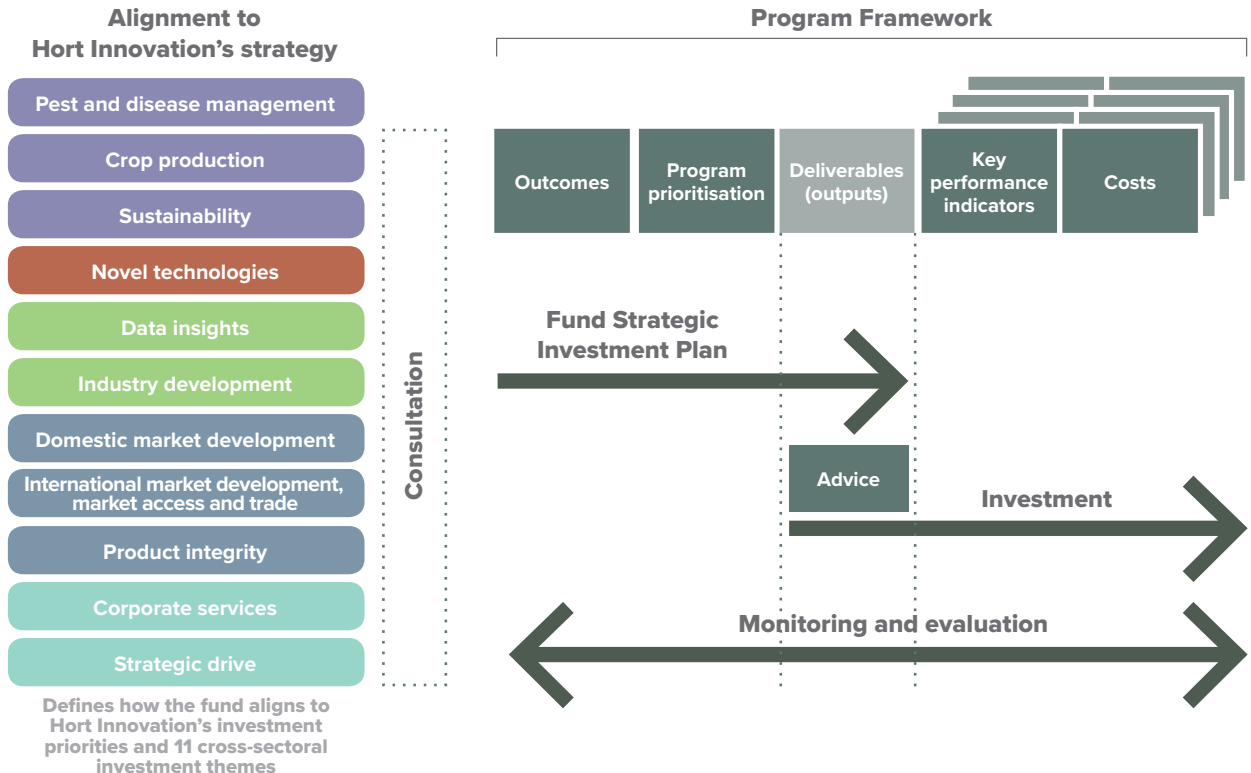 Alignment to
Hort Innovation's strategy
Pest and disease management
Crop production
Sustainability
Novel technologies
Data insights
Industry development
Domestic market development
International market development,
market access and trade
Product integrity
Corporate services
Strategic drive
Defines how the fund aligns to
Hort Innovation's investment
priorities and 11 cross-sectoral
investment themes
Consultation
Program Framework
Outcomes
Program
prioritisation
Deliverables
(outputs)
Key
performance
indicators
Costs
Fund Strategic
Investment Plan
Advice
Investment
Monitoring and evaluation